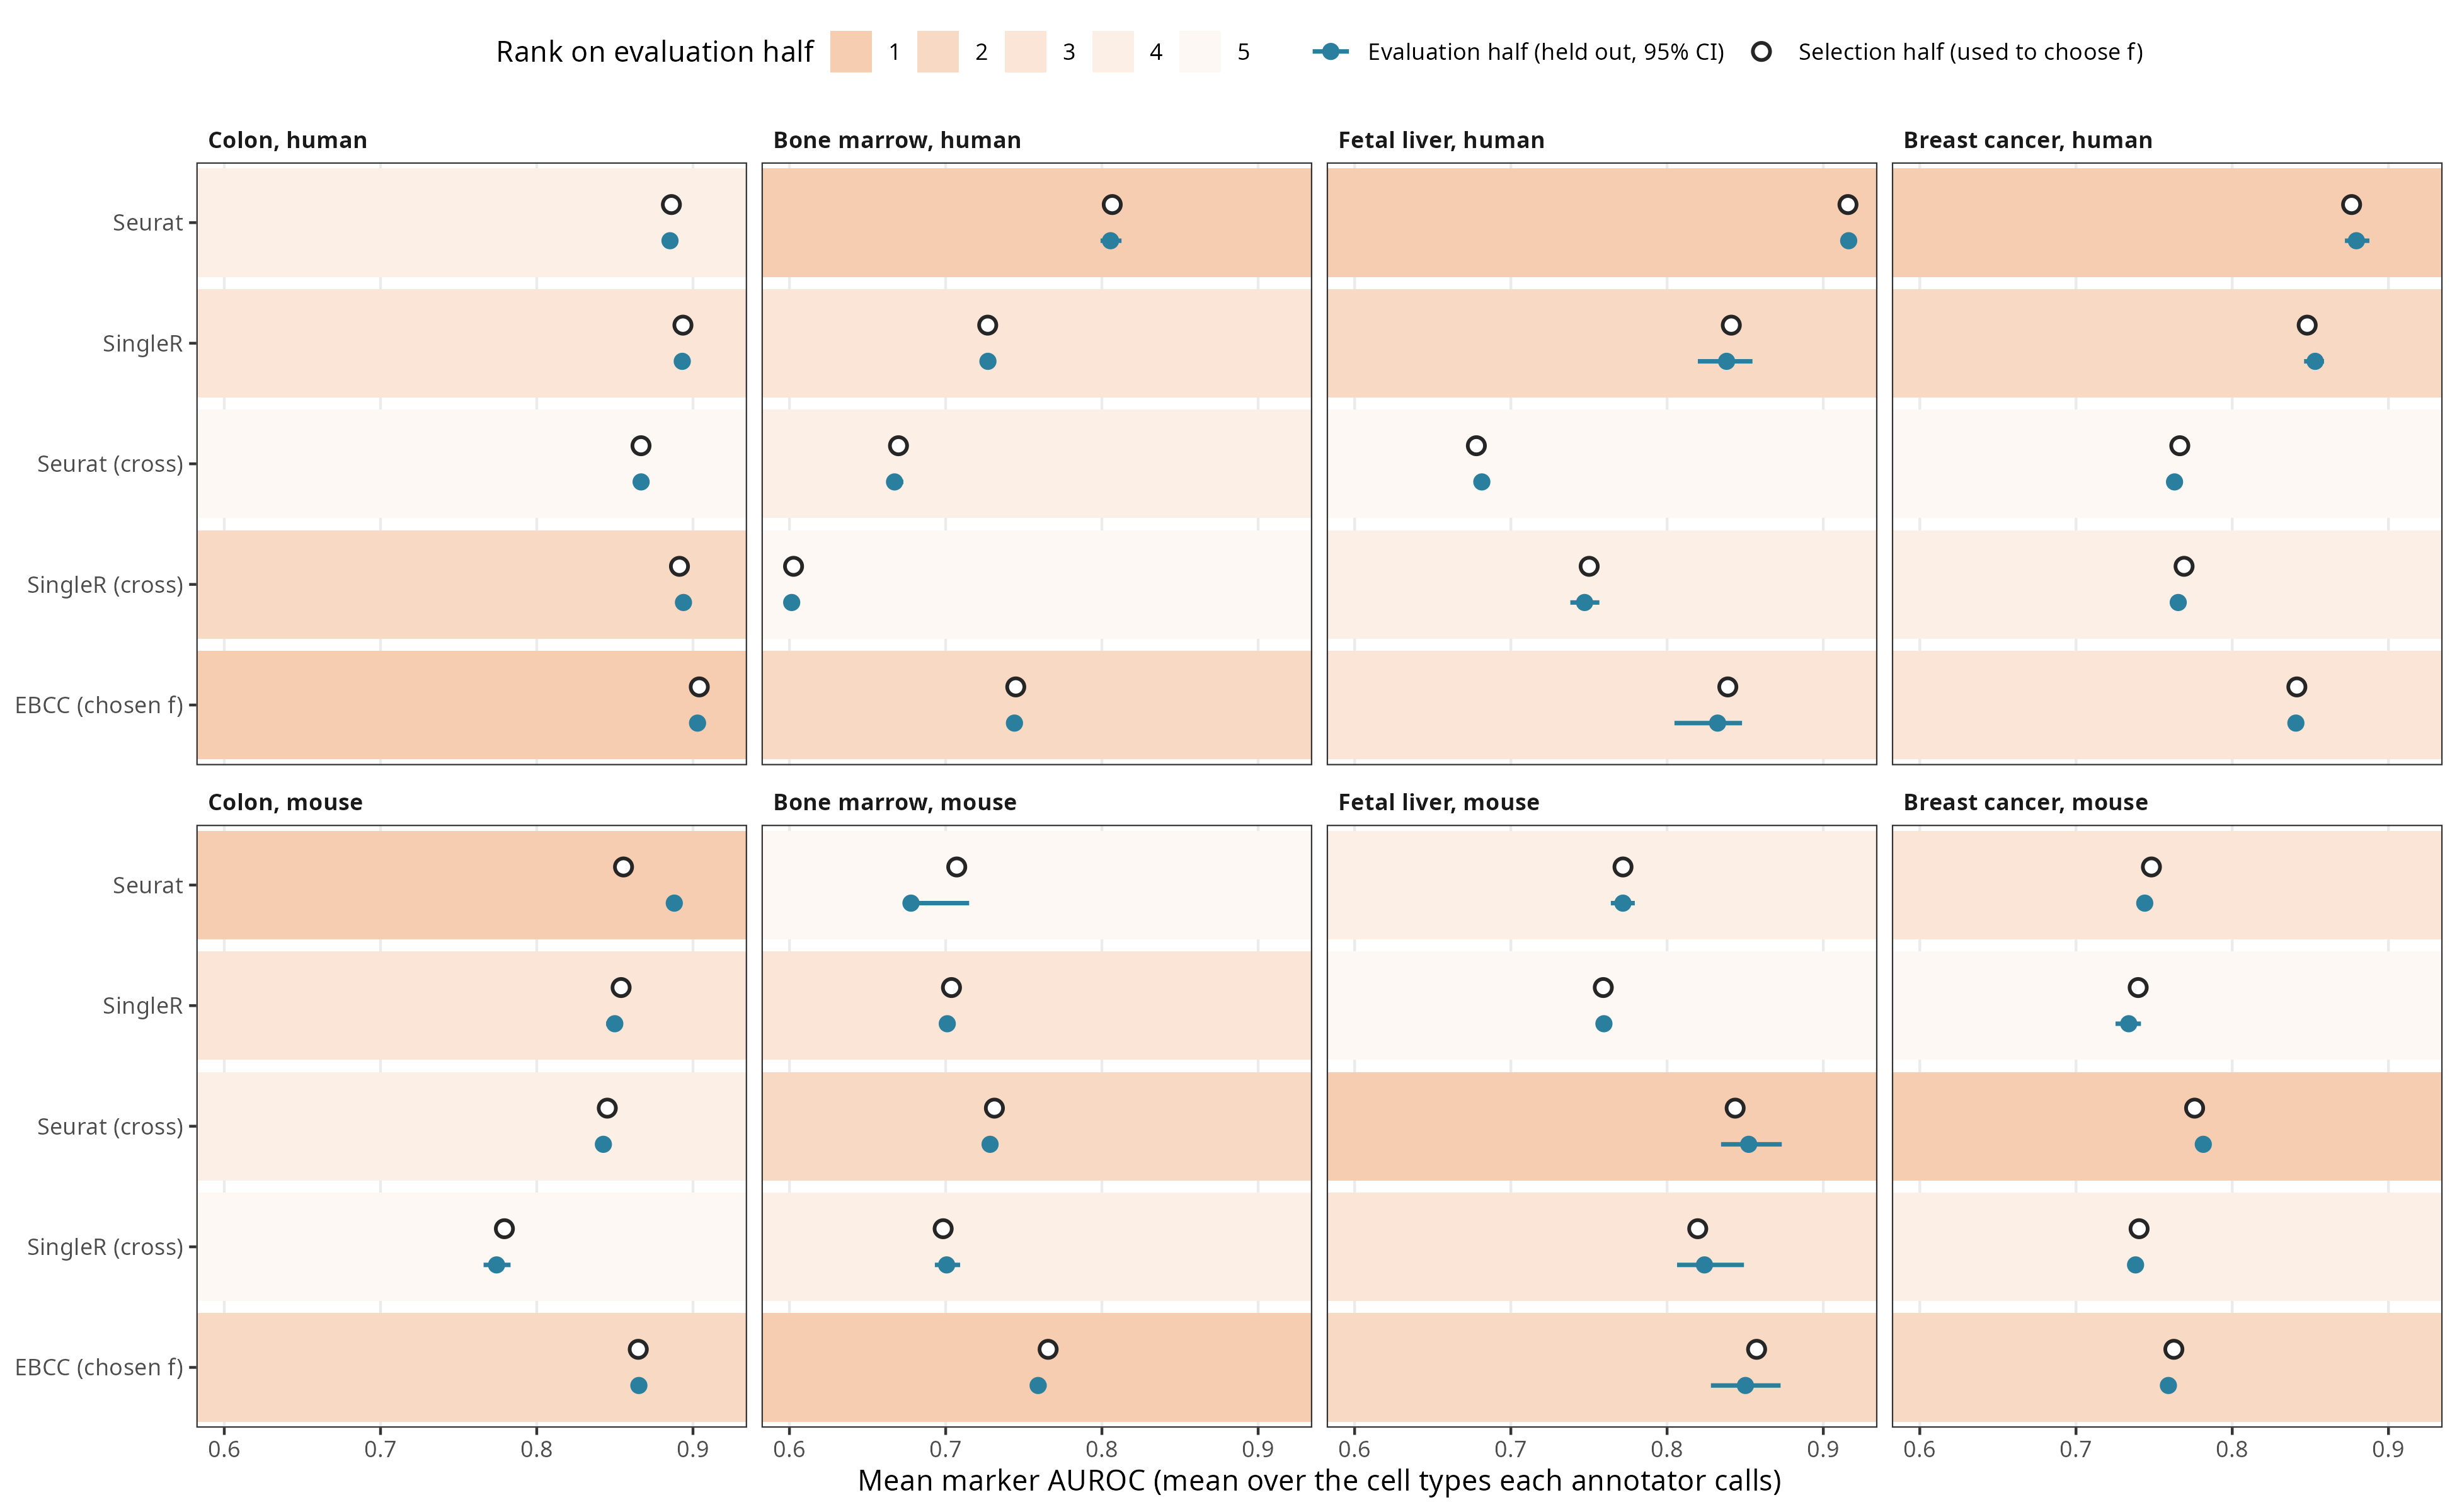 Rank on evaluation half 1 2 3 4 5 Evaluation half (held out, 95% CI) Selection half (used to choose f)
Colon, human Bone marrow, human Fetal liver, human Breast cancer, human
Seurat
SingleR
Seurat (cross)
SingleR (cross)
EBCC (chosen f)
Colon, mouse Bone marrow, mouse Fetal liver, mouse Breast cancer, mouse
Seurat
SingleR
Seurat (cross)
SingleR (cross)
EBCC (chosen f)
0.6 0.7 0.8 0.9 0.6 0.7 0.8 0.9 0.6 0.7 0.8 0.9 0.6 0.7 0.8 0.9
Mean marker AUROC (mean over the cell types each annotator calls)